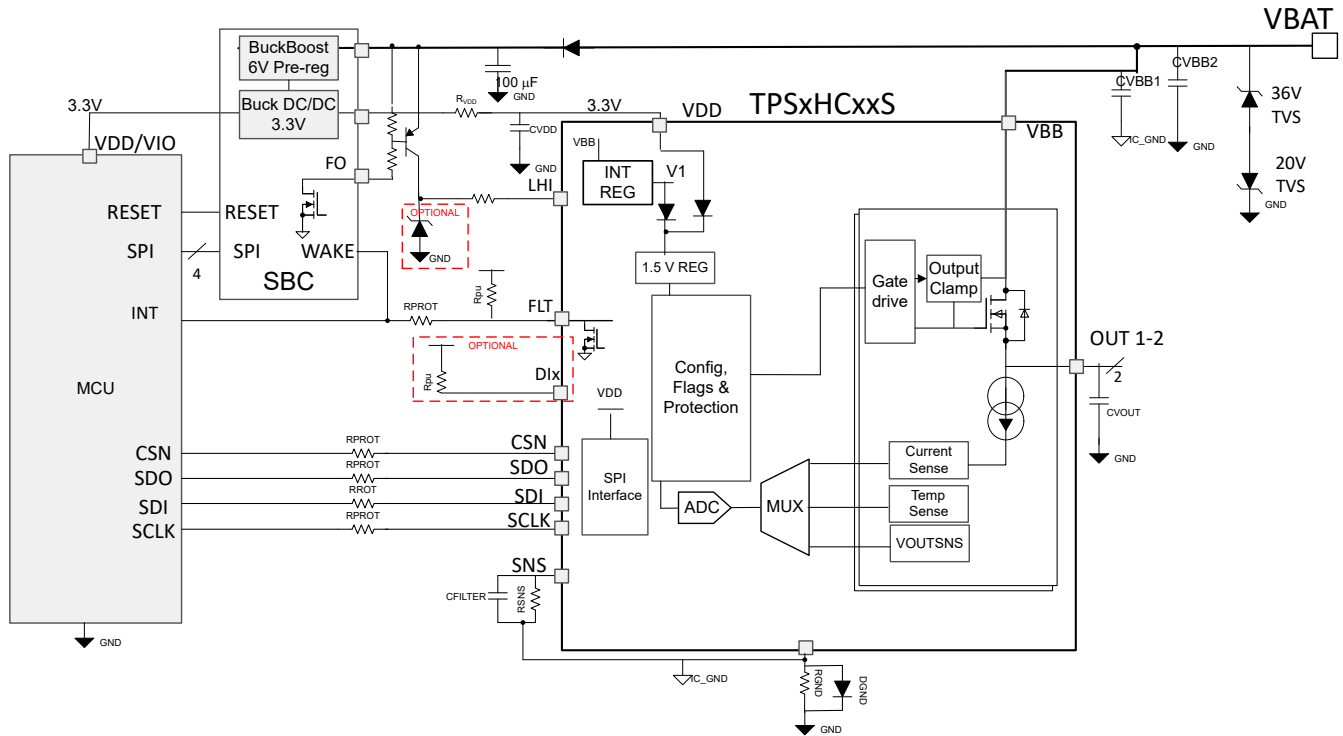 VBAT
BuckBoost
6V Pre-reg
Buck DC/DC
3.3V
3.3V
VDD/VIO
FO
RESET
RESET
SPI
4
SPI
WAKE
SBC
INT
MCU
CSN
SDO
SDI
SCLK
GND
100 µF
GND
RVDD
3.3V
CVDD
GND
VDD
TPSxHCxxS
VBB
CVBB1
IC_GND
CVBB2
GND
36V
TVS
20V
TVS
GND
LHI
OPTIONAL
GND
Rpu
RPROT
FLT
OPTIONAL
Rpu
DIx
RPROT
RPROT
RROT
RPROT
CSN
SDO
SDI
SCLK
SNS
CFILTER
RSNS
VBB
INT
REG
V1
1.5 V REG
Config,
Flags &
Protection
VDD
SPI
Interface
ADC
MUX
Gate
drive
Output
Clamp
Current
Sense
Temp
Sense
VOUTSNS
OUT 1-2
2
CVOUT
GND
IC_GND
RGND
DGND
GND